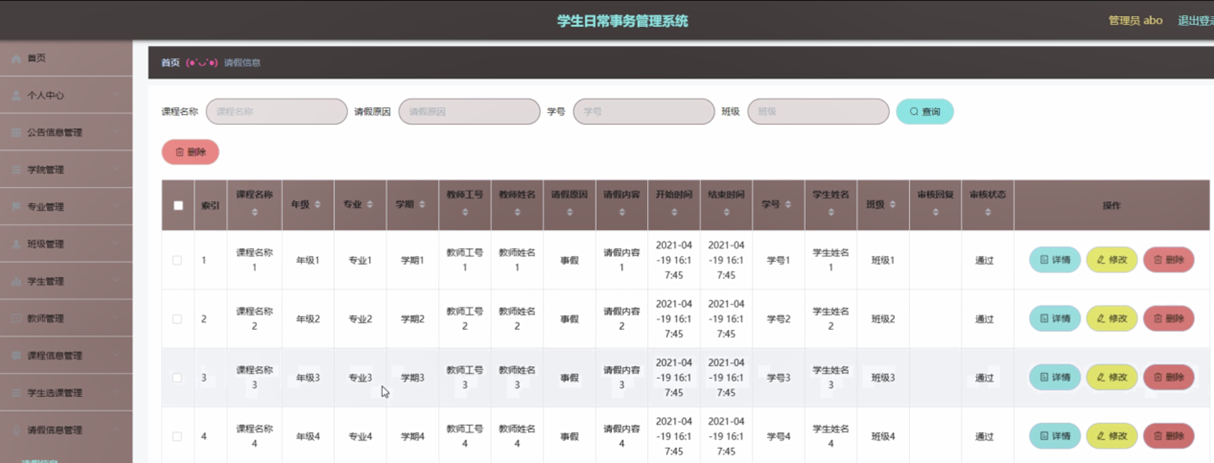 学生日常事务管理系统
管理员 abo
退出登录
首页
个人中心
公告信息管理
学院管理
专业管理
班级管理
学生管理
教师管理
课程信息管理
学生选课管理
请假信息管理
首页 (●'◡'●) 请假信息
课程名称 课程名称 请假原因 请假原因 学号 学号 班级 班级 查询
删除
索引 课程名称 年级 专业 学期 教师工号 教师姓名 请假原因 请假内容 开始时间 结束时间 学号 学生姓名 班级 审核回复 审核状态 操作
1 课程名称1 年级1 专业1 学期1 教师工号1 教师姓名1 事假 请假内容1 2021-04-19 16:17:45 2021-04-19 16:17:45 学号1 学生姓名1 班级1 通过 详情 修改 删除
2 课程名称2 年级2 专业2 学期2 教师工号2 教师姓名2 事假 请假内容2 2021-04-19 16:17:45 2021-04-19 16:17:45 学号2 学生姓名2 班级2 通过 详情 修改 删除
3 课程名称3 年级3 专业3 学期3 教师工号3 教师姓名3 事假 请假内容3 2021-04-19 16:17:45 2021-04-19 16:17:45 学号3 学生姓名3 班级3 通过 详情 修改 删除
4 课程名称4 年级4 专业4 学期4 教师工号4 教师姓名4 事假 请假内容4 2021-04-19 16:17:45 2021-04-19 16:17:45 学号4 学生姓名4 班级4 通过 详情 修改 删除